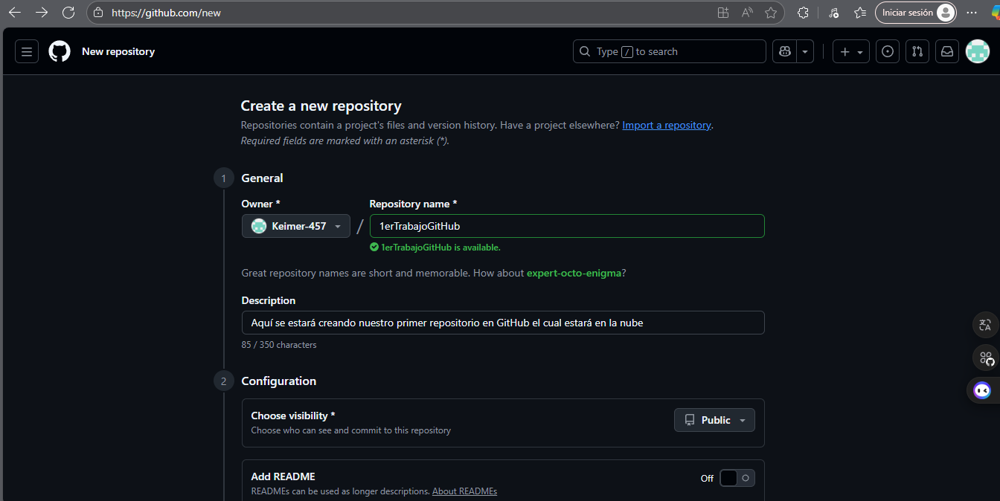 https://github.com/new
Iniciar sesión
New repository
Type / to search
Create a new repository
Repositories contain a project's files and version history. Have a project elsewhere? Import a repository.
Required fields are marked with an asterisk (*).
1 General
Owner * Repository name *
Keimer-457 / 1erTrabajoGitHub
1erTrabajoGitHub is available.
Great repository names are short and memorable. How about expert-octo-enigma?
Description
Aquí se estará creando nuestro primer repositorio en GitHub el cual estará en la nube
85 / 350 characters
2 Configuration
Choose visibility *
Choose who can see and commit to this repository
Public
Add README
READMEs can be used as longer descriptions. About READMEs
Off